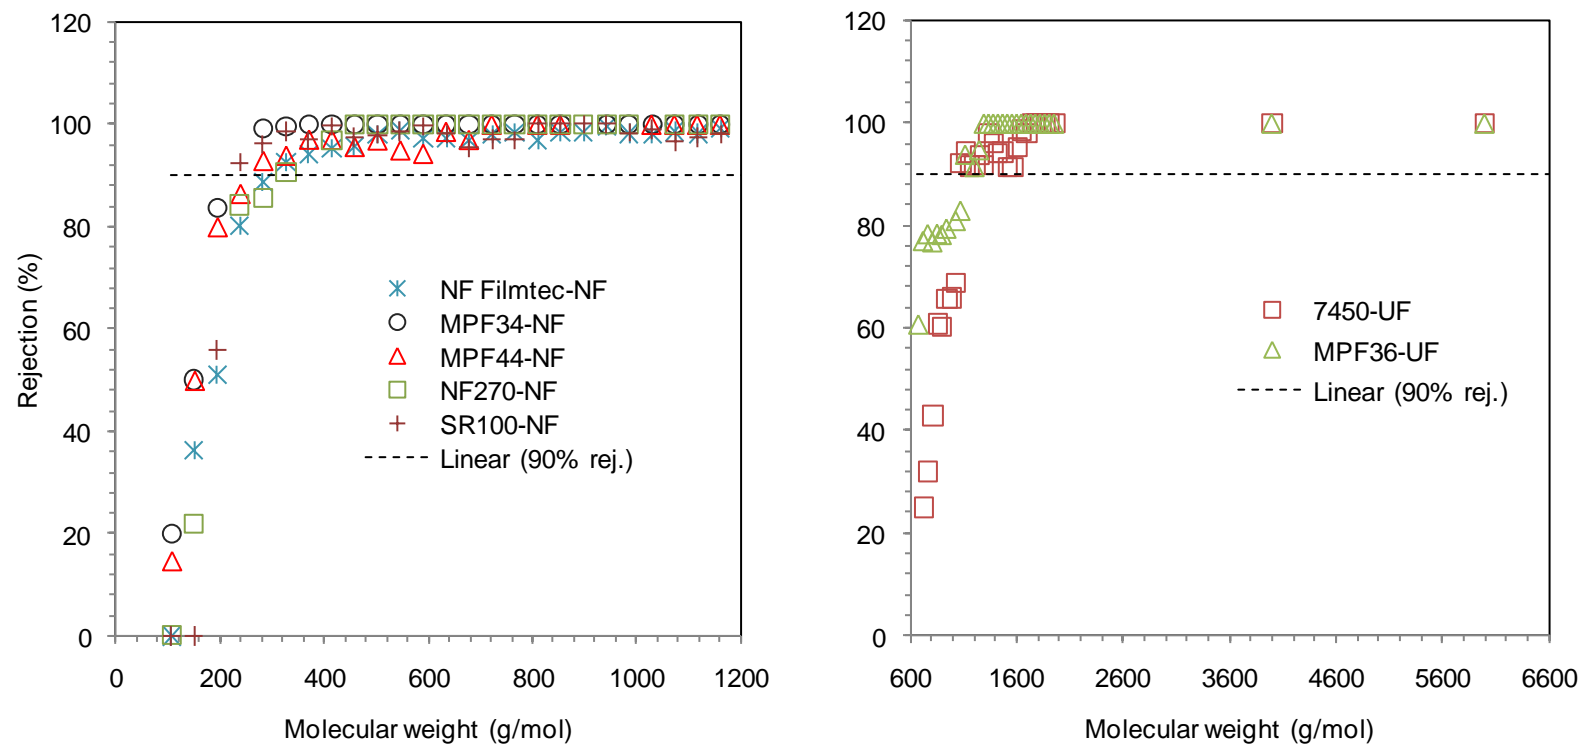 120
100
80
60
40
20
0
Rejection (%)
NF Filmtec-NF
MPF34-NF
MPF44-NF
NF270-NF
SR100-NF
Linear (90% rej.)
0 200 400 600 800 1000 1200
Molecular weight (g/mol)
120
100
80
60
40
20
0
7450-UF
MPF36-UF
Linear (90% rej.)
600 1600 2600 3600 4600 5600 6600
Molecular weight (g/mol)